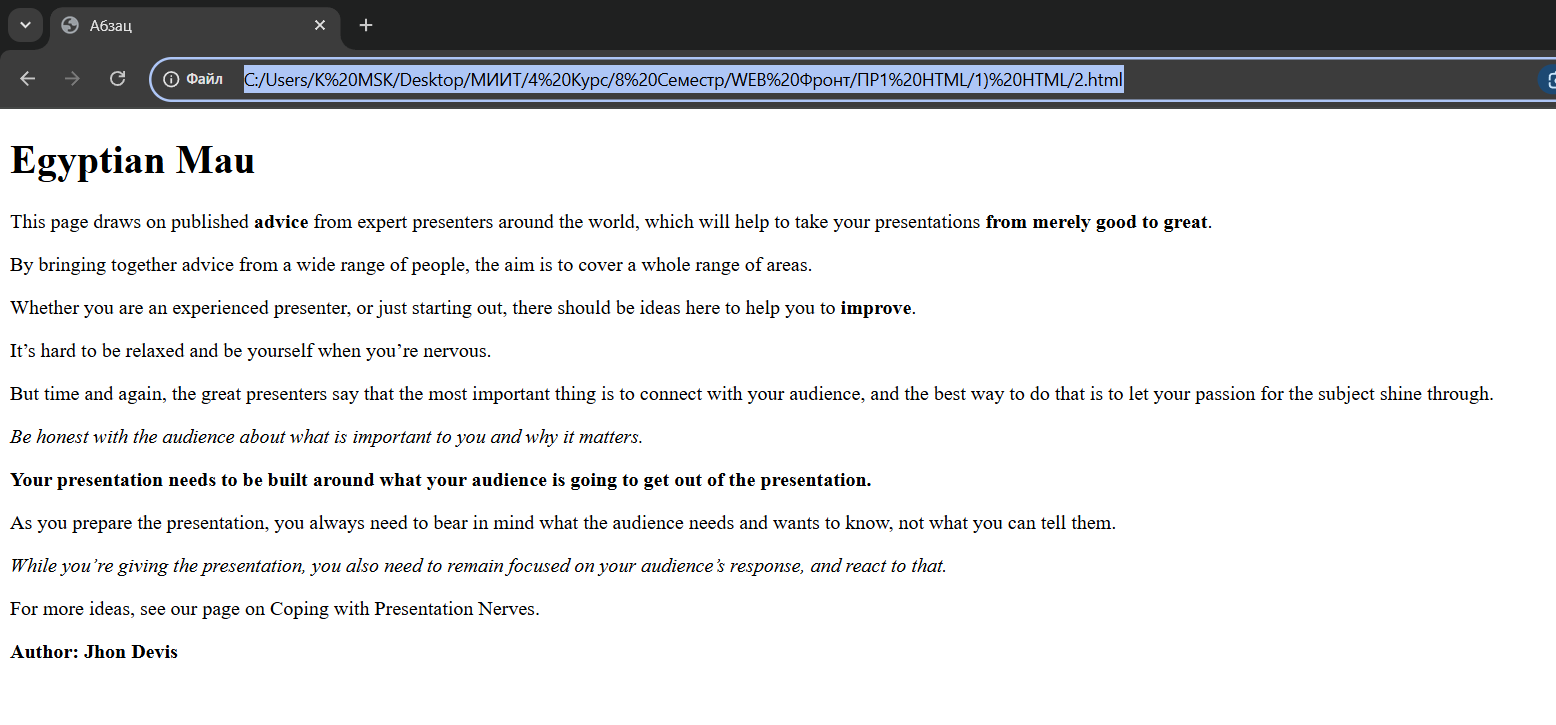 Абзац
Файл C:/Users/K%20MSK/Desktop/МИИТ/4%20Курс/8%20Семестр/WEB%20Фронт/ПР1%20HTML/1)%20HTML/2.html
Egyptian Mau
This page draws on published advice from expert presenters around the world, which will help to take your presentations from merely good to great.
By bringing together advice from a wide range of people, the aim is to cover a whole range of areas.
Whether you are an experienced presenter, or just starting out, there should be ideas here to help you to improve.
It’s hard to be relaxed and be yourself when you’re nervous.
But time and again, the great presenters say that the most important thing is to connect with your audience, and the best way to do that is to let your passion for the subject shine through.
Be honest with the audience about what is important to you and why it matters.
Your presentation needs to be built around what your audience is going to get out of the presentation.
As you prepare the presentation, you always need to bear in mind what the audience needs and wants to know, not what you can tell them.
While you’re giving the presentation, you also need to remain focused on your audience’s response, and react to that.
For more ideas, see our page on Coping with Presentation Nerves.
Author: Jhon Devis